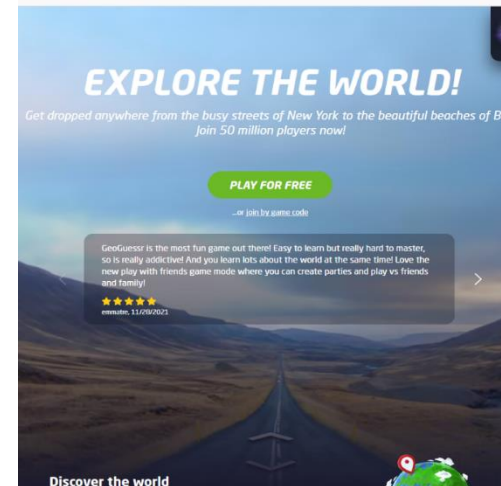 EXPLORE THE WORLD!
Get dropped anywhere from the busy streets of New York to the beautiful beaches of B
Join 50 million players now!
PLAY FOR FREE
...or join by game code
GeoGuessr is the most fun game out there! Easy to learn but really hard to master,
so is really addictive! And you learn lots about the world at the same time! Love the
new play with friends game mode where you can create parties and play vs friends
and family!
11/20/2021
Discover the world